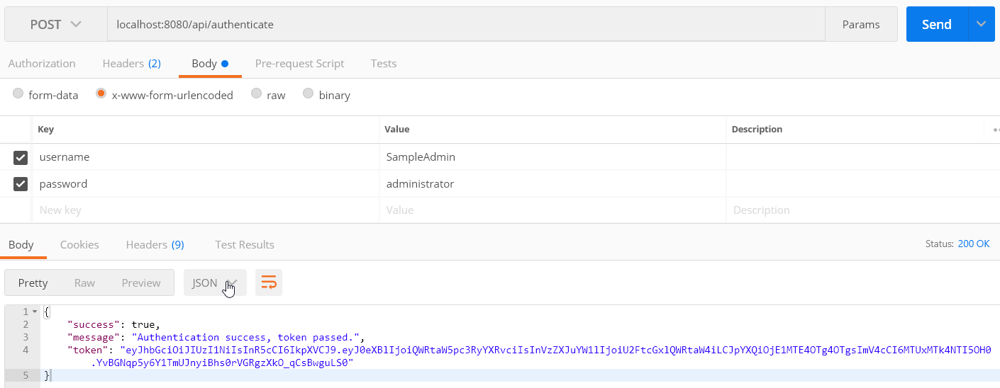 POST localhost:8080/api/authenticate Params Send
Authorization Headers (2) Body Pre-request Script Tests
form-data x-www-form-urlencoded raw binary
Key Value Description
username SampleAdmin
password administrator
New key Value Description
Body Cookies Headers (9) Test Results Status: 200 OK
Pretty Raw Preview JSON
1 {
2 "success": true,
3 "message": "Authentication success, token passed.",
4 "token": "eyJhbGciOiJIUzI1NiIsInR5cCI6IkpXVCJ9.eyJ0eXBlIjoiQWRtaW5pc3RyYXRvciIsInVzZXJuYW1lIjoiU2FtcGxlQWRtaW4iLCJpYXQiOjE1MTE4OTg4OTgsImV4cCI6MTUxMTk4NTI5OH0
.YvBGNqp5y6Y1TmUJnyiBhs0rVGRgzXkO_qCsBwguLS0"
5 }